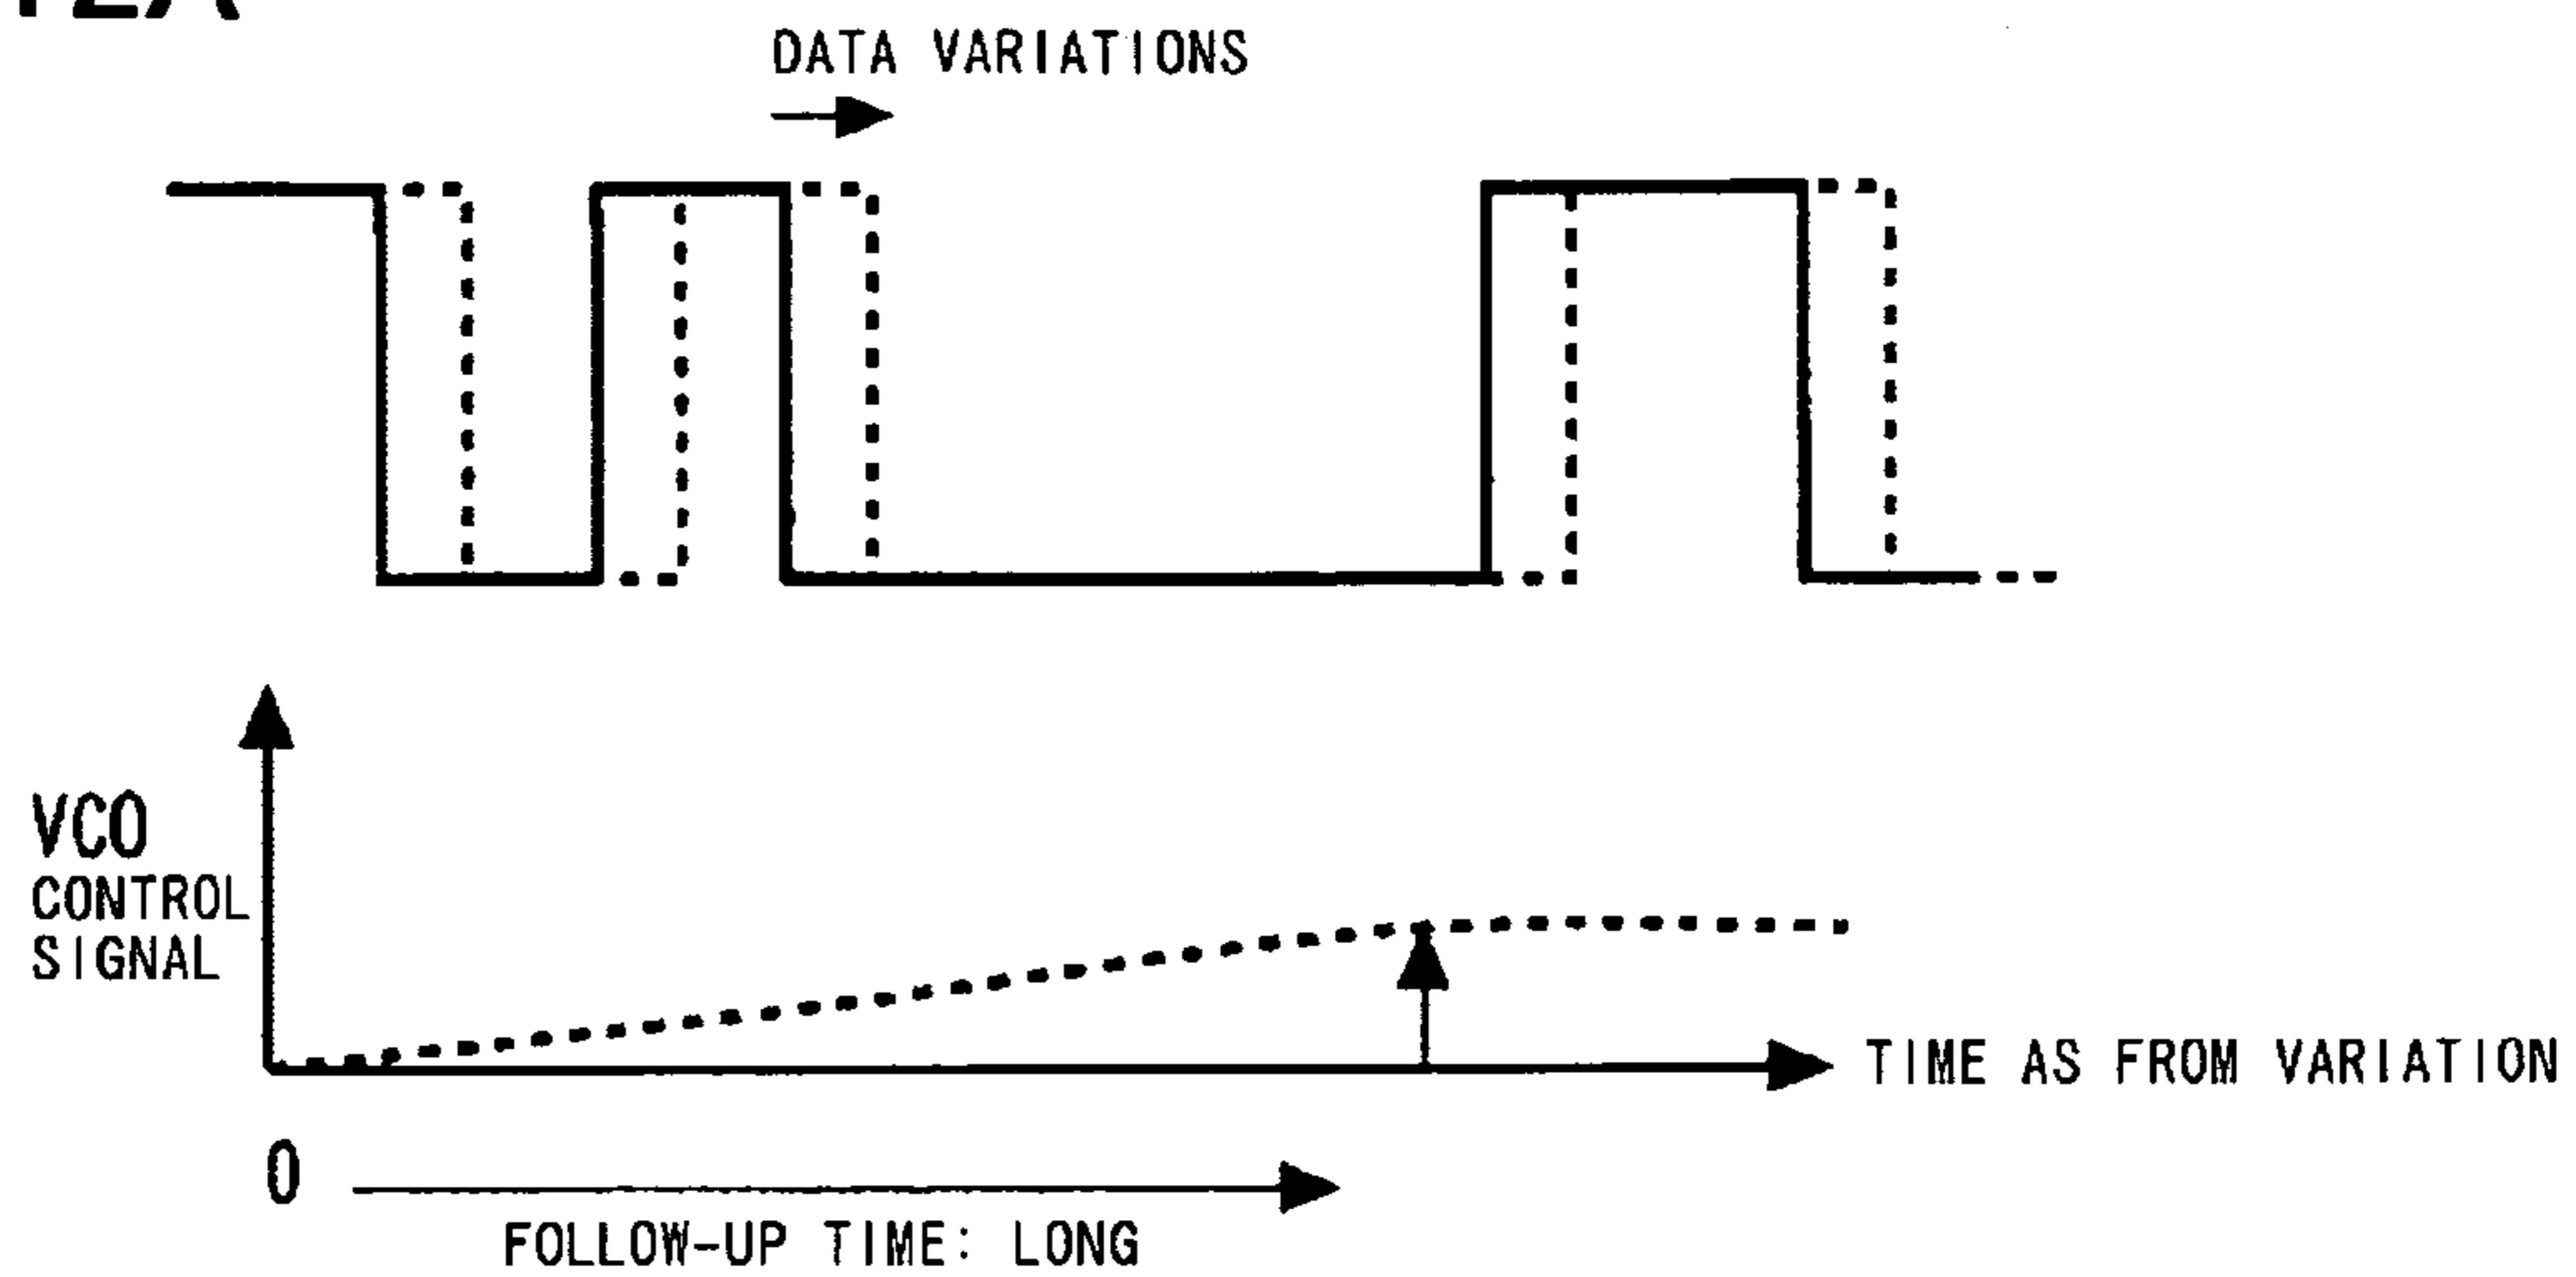 DATA VARIATIONS
VCO
CONTROL
SIGNAL
TIME AS FROM VARIATION
0
FOLLOW-UP TIME: LONG